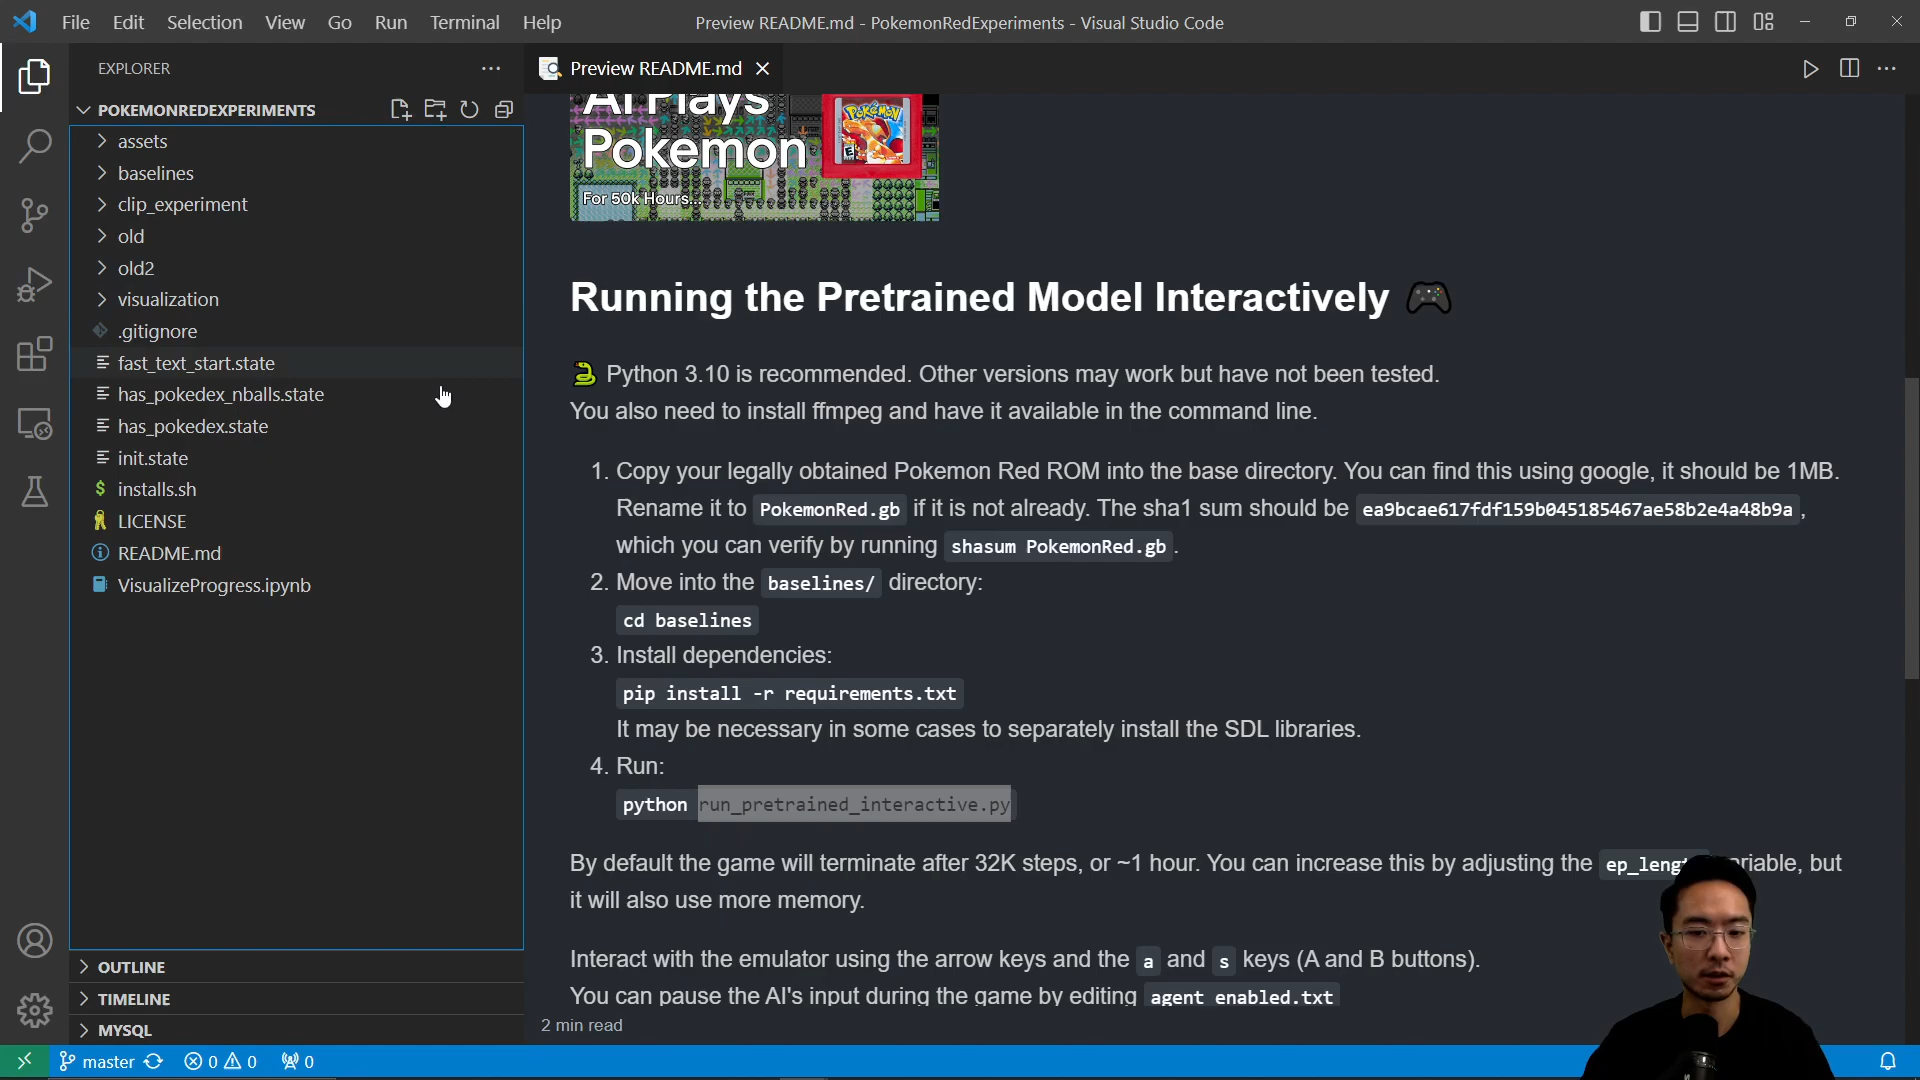 File Edit Selection View Go Run Terminal Help
Preview README.md - PokemonRedExperiments - Visual Studio Code
EXPLORER
POKEMONREDEXPERIMENTS
assets
baselines
clip_experiment
old
old2
visualization
.gitignore
fast_text_start.state
has_pokedex_nballs.state
has_pokedex.state
init.state
installs.sh
LICENSE
README.md
VisualizeProgress.ipynb
OUTLINE
TIMELINE
MYSQL
Preview README.md
AI Plays
Pokemon
For 50k Hours...
POKéMON
Running the Pretrained Model Interactively 🎮
🐍 Python 3.10 is recommended. Other versions may work but have not been tested.
You also need to install ffmpeg and have it available in the command line.
1. Copy your legally obtained Pokemon Red ROM into the base directory. You can find this using google, it should be 1MB.
Rename it to PokemonRed.gb if it is not already. The sha1 sum should be ea9bcae617fdf159b045185467ae58b2e4a48b9a ,
which you can verify by running shasum PokemonRed.gb .
2. Move into the baselines/ directory:
cd baselines
3. Install dependencies:
pip install -r requirements.txt
It may be necessary in some cases to separately install the SDL libraries.
4. Run:
python run_pretrained_interactive.py
By default the game will terminate after 32K steps, or ~1 hour. You can increase this by adjusting the but
it will also use more memory.
Interact with the emulator using the arrow keys and the a and s keys (A and B buttons).
You can pause the AI's input during the game by editing agent_enabled.txt
2 min read
master 0 0 0